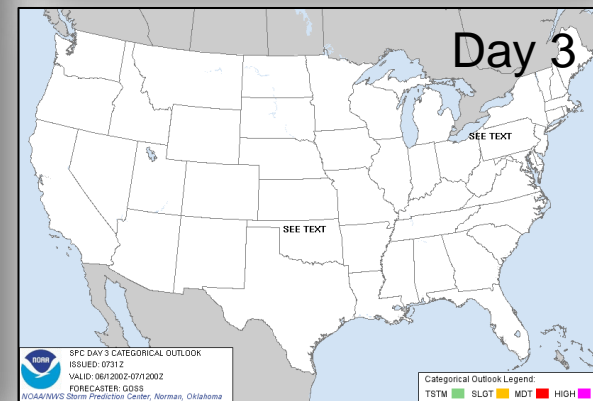 Day 3
SEE TEXT
SEE TEXT
NOAA
SPC DAY 3 CATEGORICAL OUTLOOK
ISSUED: 0731Z
VALID: 06/1200Z-07/1200Z
FORECASTER: GOSS
NOAA/NWS Storm Prediction Center, Norman, Oklahoma
Categorical Outlook Legend:
TSTM SLGT MDT HIGH